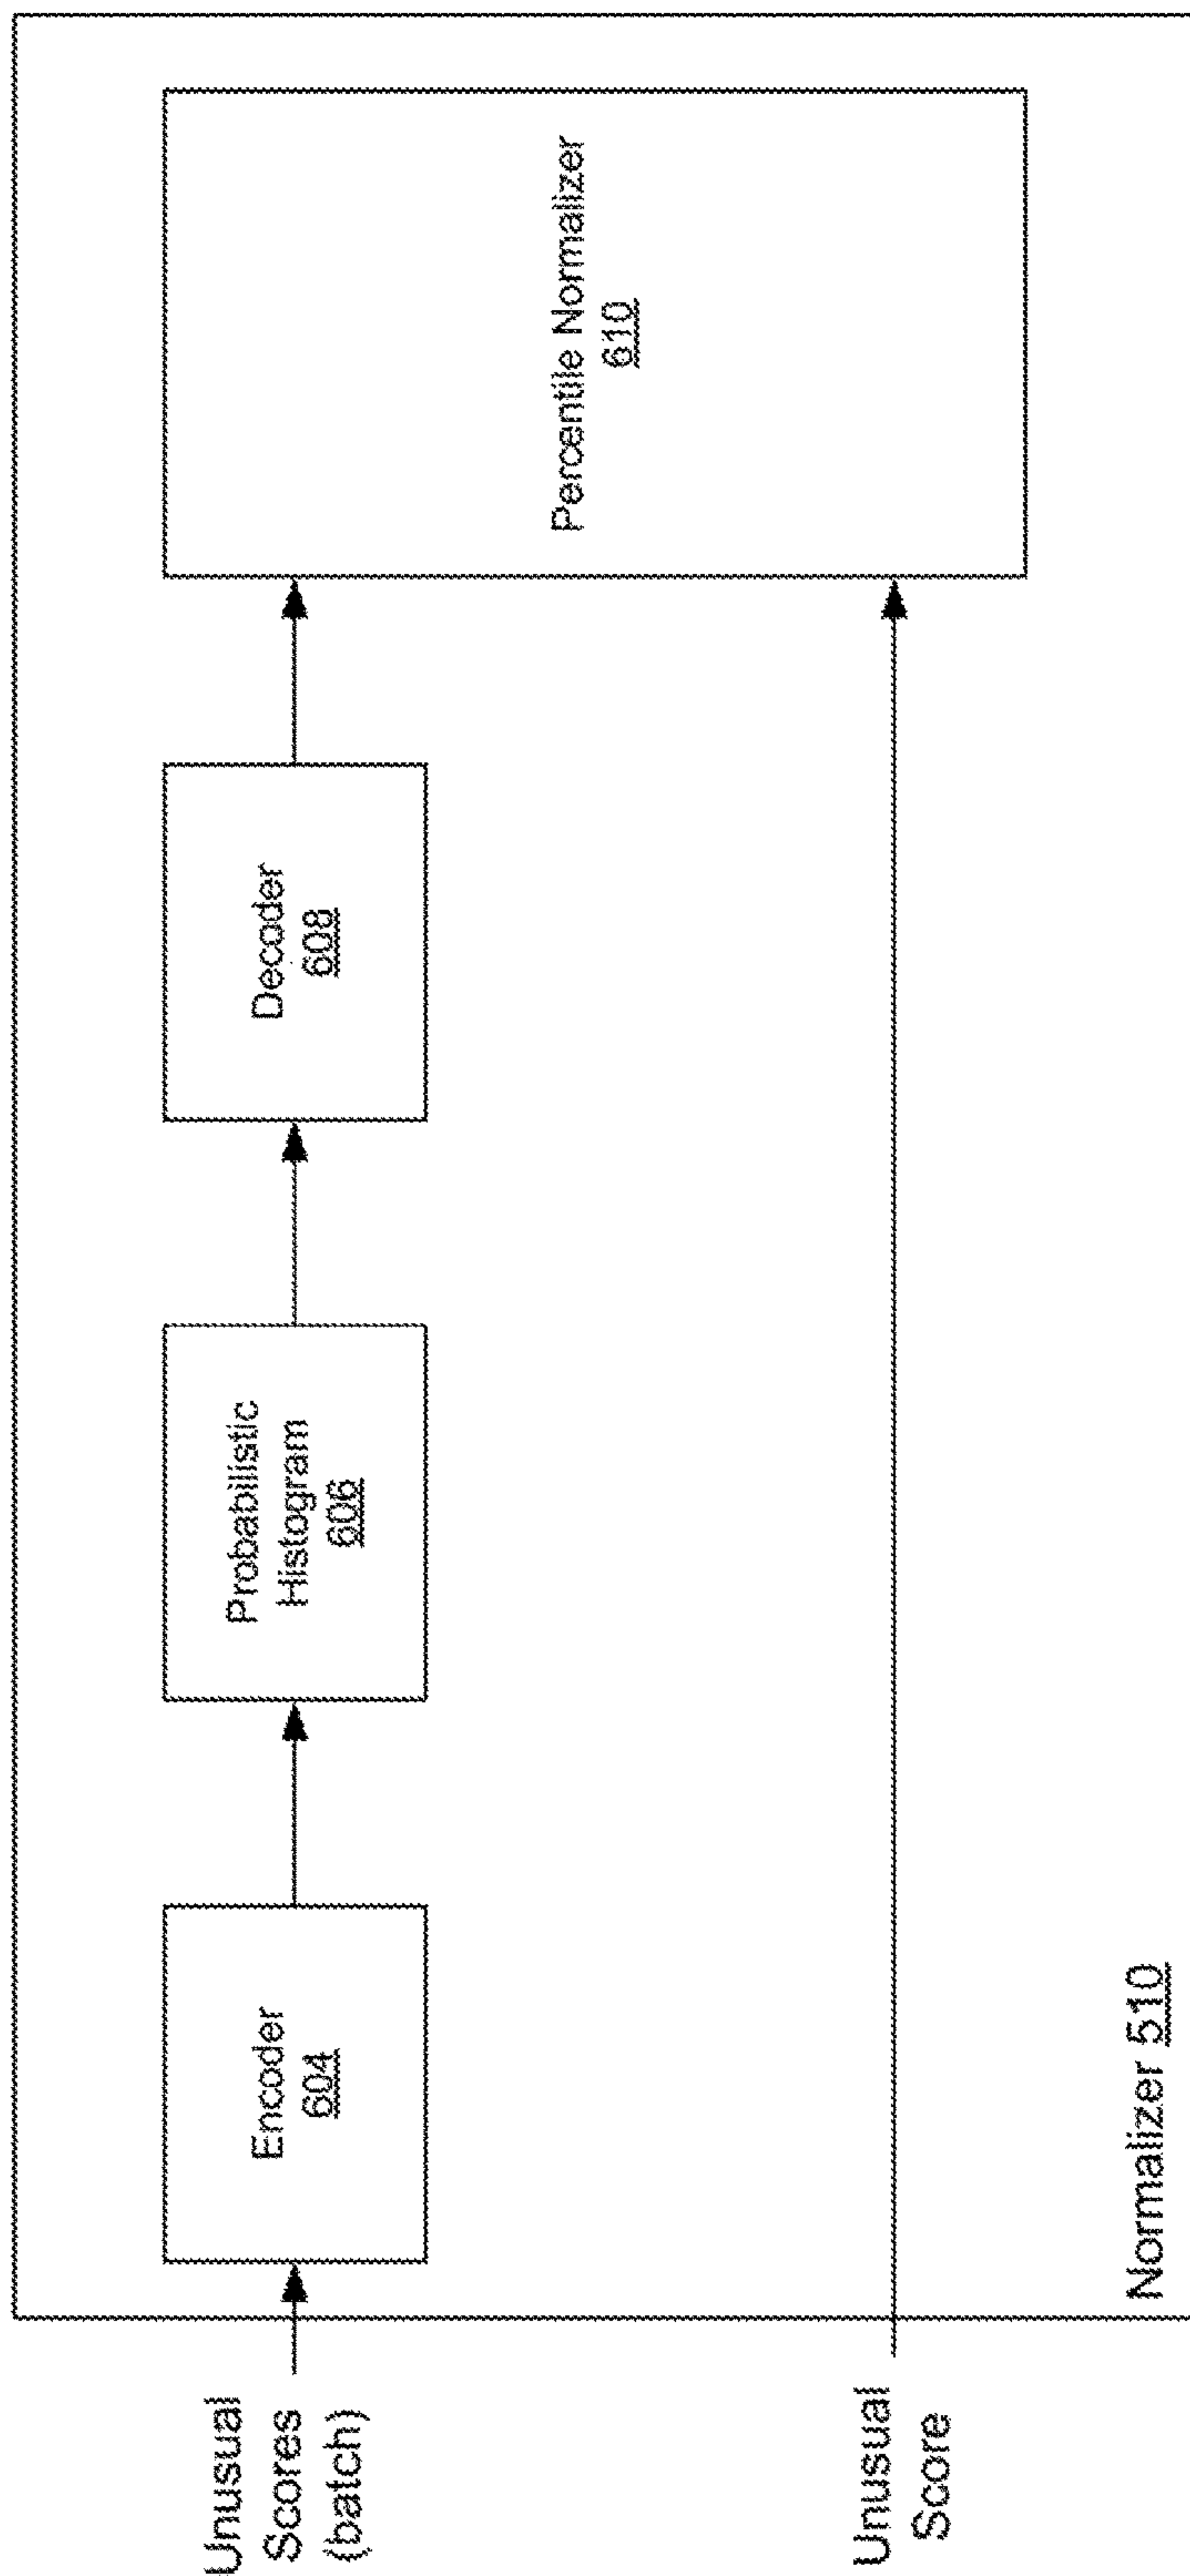 Unusual
Scores
(batch)
Encoder
604
Probabilistic
Histogram
606
Decoder
608
Percentile Normalizer
610
Unusual
Score
Normalizer 510